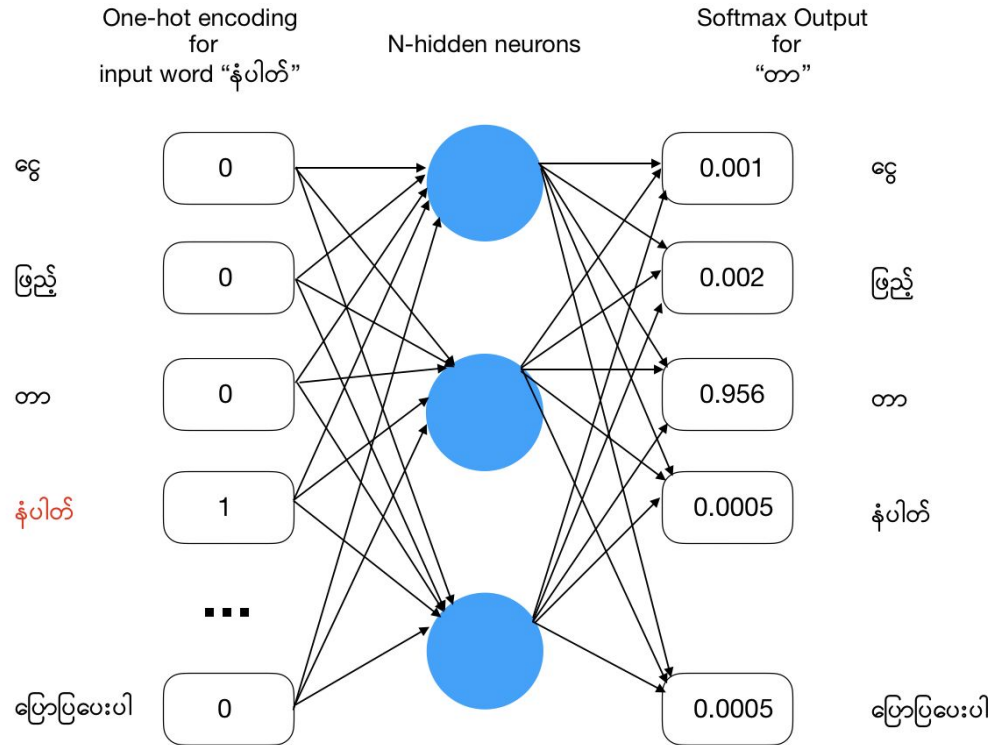 One-hot encoding
for
input word “နံပါတ်”
N-hidden neurons
Softmax Output
for
“တာ”
ငွေ
0
0.001
ငွေ
ဖြည့်
0
0.002
ဖြည့်
တာ
0
0.956
တာ
နံပါတ်
1
0.0005
နံပါတ်
...
ပြောပြပေးပါ
0
0.0005
ပြောပြပေးပါ